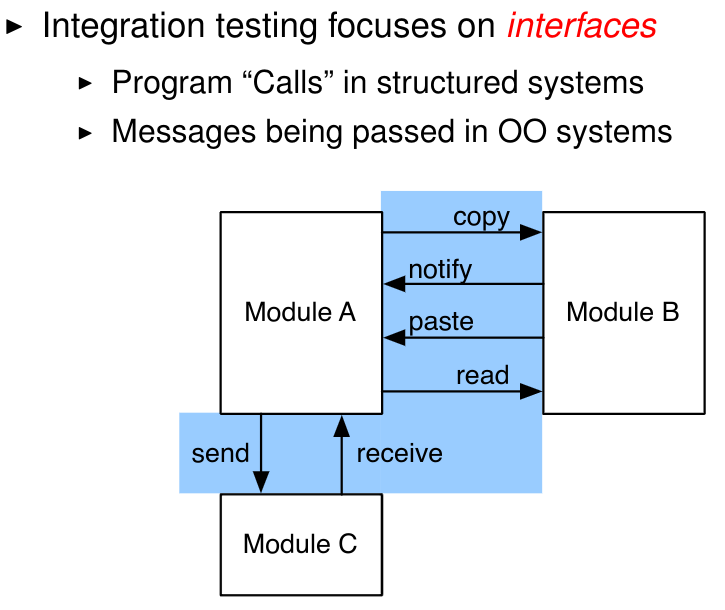 Integration testing focuses on interfaces
Program “Calls” in structured systems
Messages being passed in OO systems
copy
notify
Module A
Module B
paste
read
send
receive
Module C